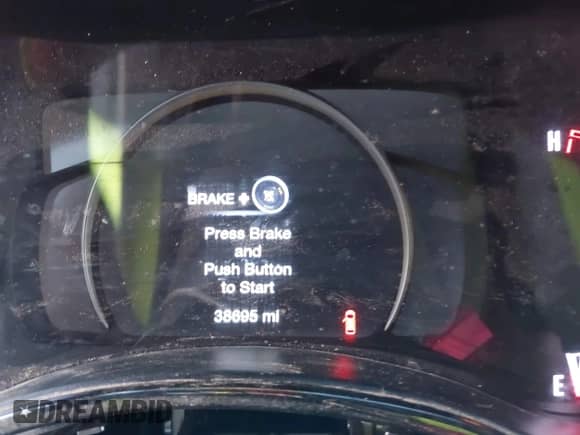 H
BRAKE +
Press Brake
and
Push Button
to Start
38695 mi
E
DREAMBID